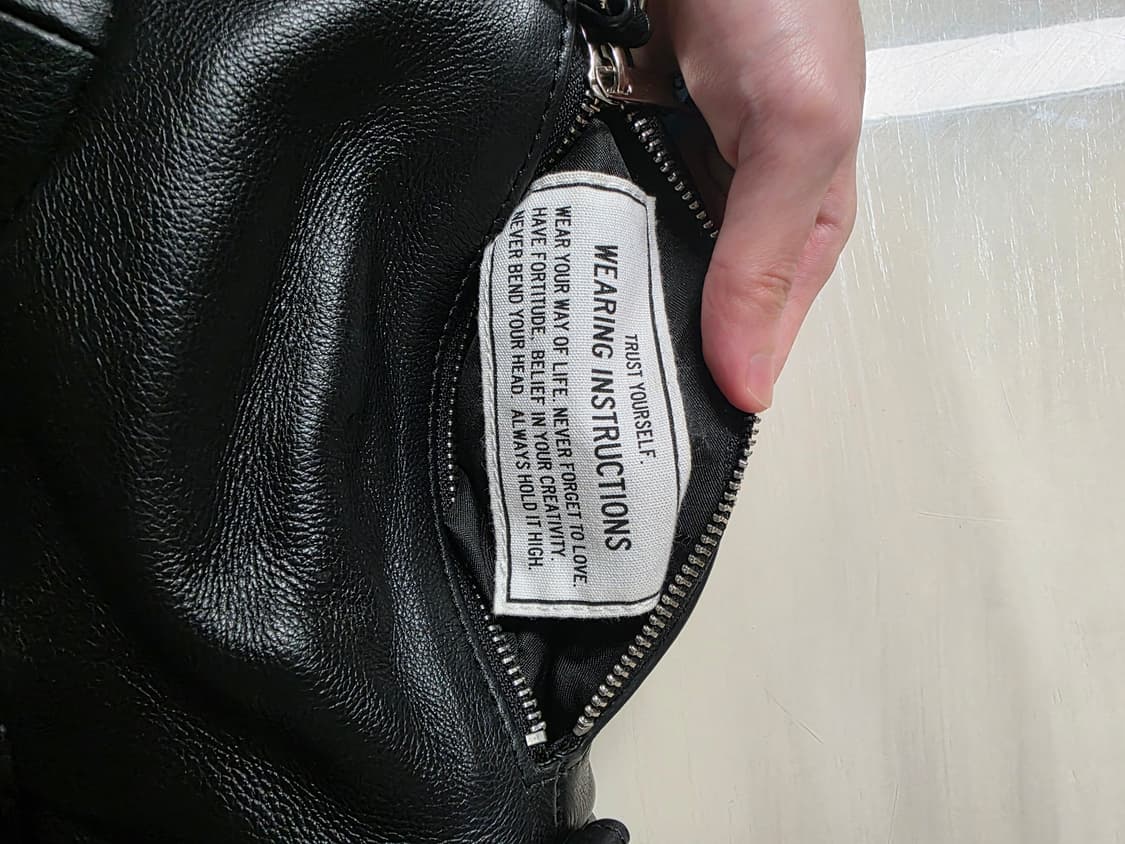 TRUST YOURSELF.
WEARING INSTRUCTIONS
WEAR YOUR WAY OF LIFE. NEVER FORGET TO LOVE.
HAVE FORTITUDE. BELIEF IN YOUR CREATIVITY.
NEVER BEND YOUR HEAD. ALWAYS HOLD IT HIGH.